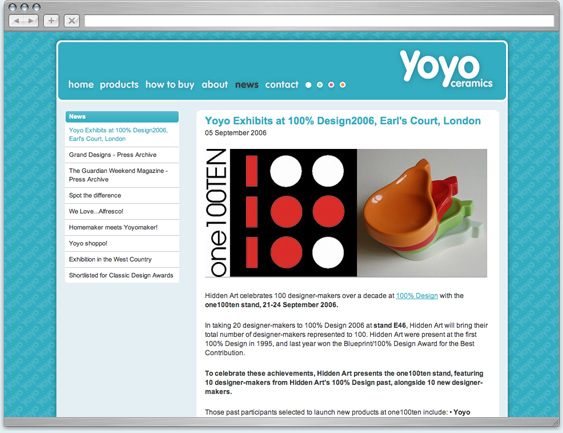 Yoyo
ceramics
home products how to buy about news contact
News
Yoyo Exhibits at 100% Design2006,
Earl's Court, London
Grand Designs - Press Archive
The Guardian Weekend Magazine -
Press Archive
Spot the difference
We Love...Alfresco!
Homemaker meets Yoyomaker!
Yoyo shoppo!
Exhibition in the West Country
Shortlisted for Classic Design Awards
Yoyo Exhibits at 100% Design2006, Earl's Court, London
05 September 2006
one100TEN
Hidden Art celebrates 100 designer-makers over a decade at 100% Design with the
one100ten stand, 21-24 September 2006.
In taking 20 designer-makers to 100% Design 2006 at stand E46, Hidden Art will bring their
total number of designer-makers represented to 100. Hidden Art were present at the first
100% Design in 1995, and last year won the Blueprint/100% Design Award for the Best
Contribution.
To celebrate these achievements, Hidden Art presents the one100ten stand, featuring
10 designer-makers from Hidden Art's 100% Design past, alongside 10 new designer-
makers.
Those past participants selected to launch new products at one100ten include: • Yoyo